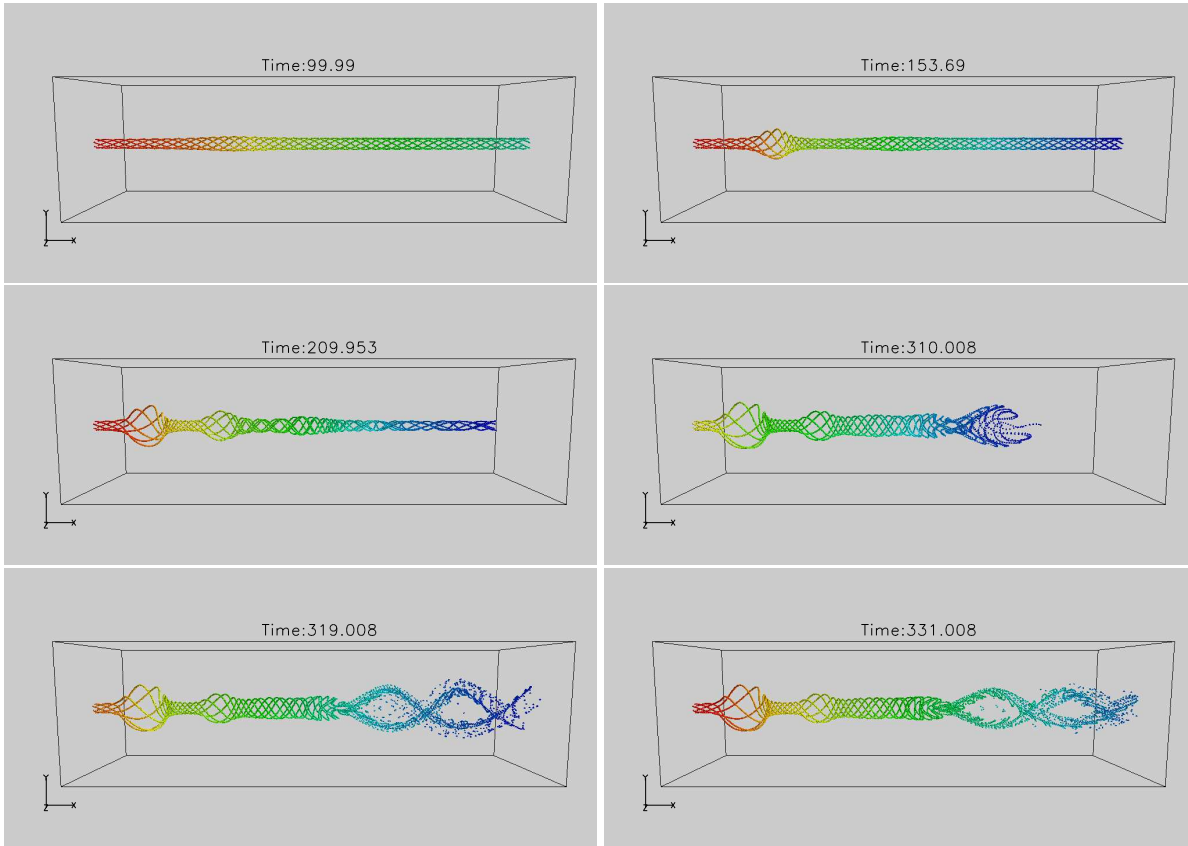 Time:99.99
Time:153.69
Y
Z X
Y
Z X
Time:209.953
Time:310.008
Y
Z X
Y
Z X
Time:319.008
Time:331.008
Y
Z X
Y
Z X